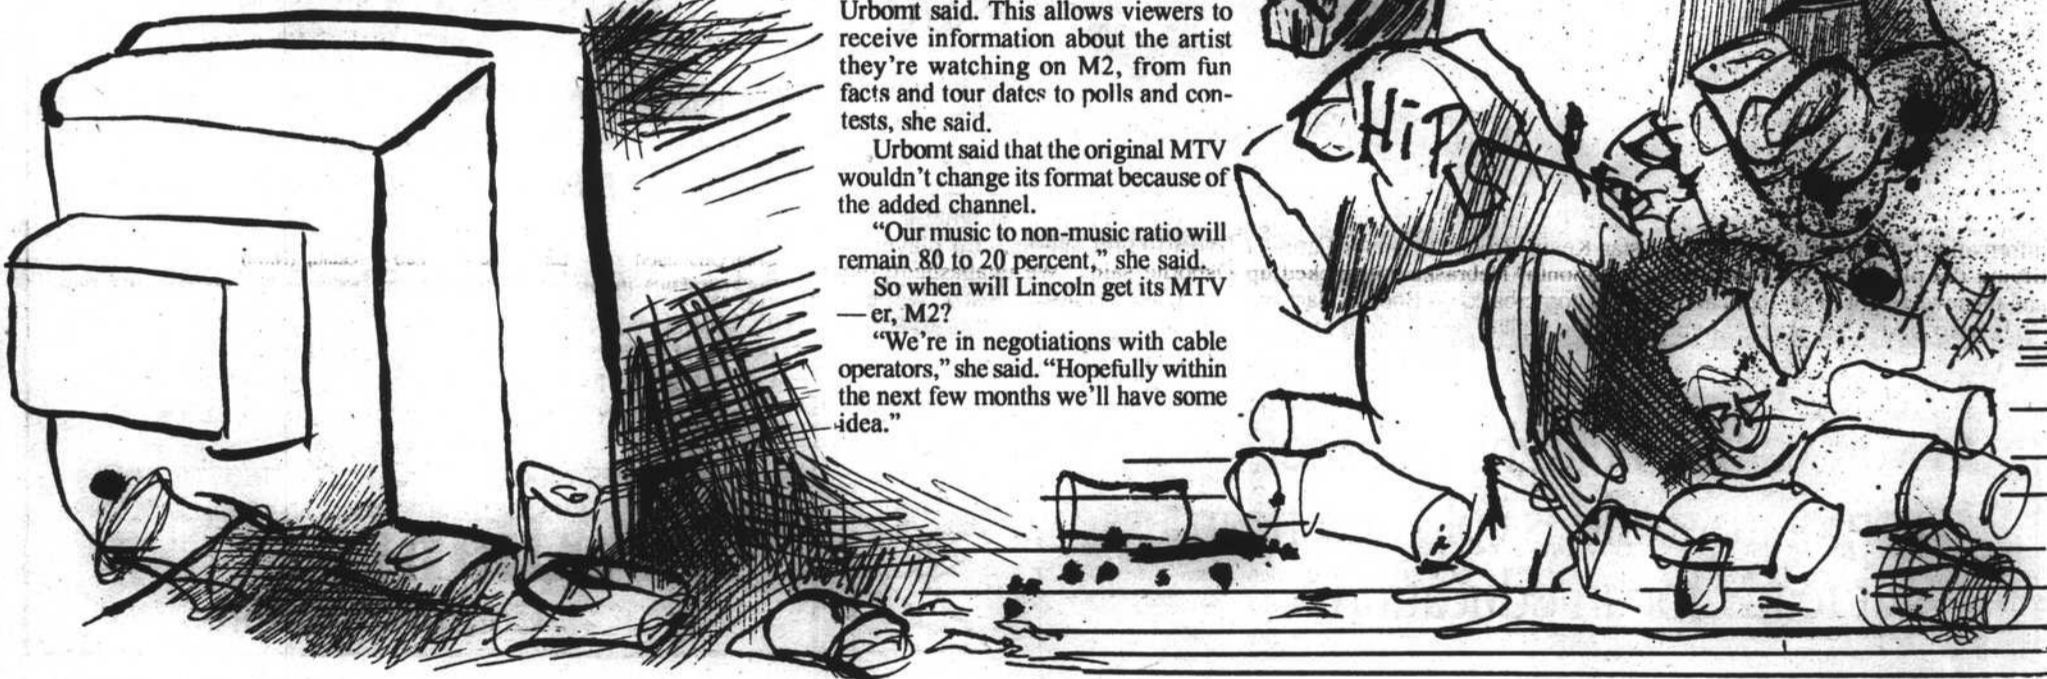 Urbomt said. This allows viewers to
receive information about the artist
they're watching on M2, from fun
facts and tour dates to polls and con-
tests, she said.
Urbomt said that the original MTV
wouldn't change its format because of
the added channel.
"Our music to non-music ratio will
remain 80 to 20 percent," she said.
So when will Lincoln get its MTV
— er, M2?
"We're in negotiations with cable
operators," she said. "Hopefully within
the next few months we'll have some
idea."
CHiPS